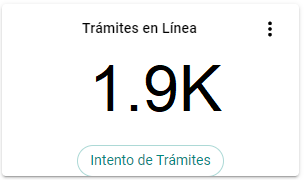 Trámites en Línea
1.9K
Intento de Trámites